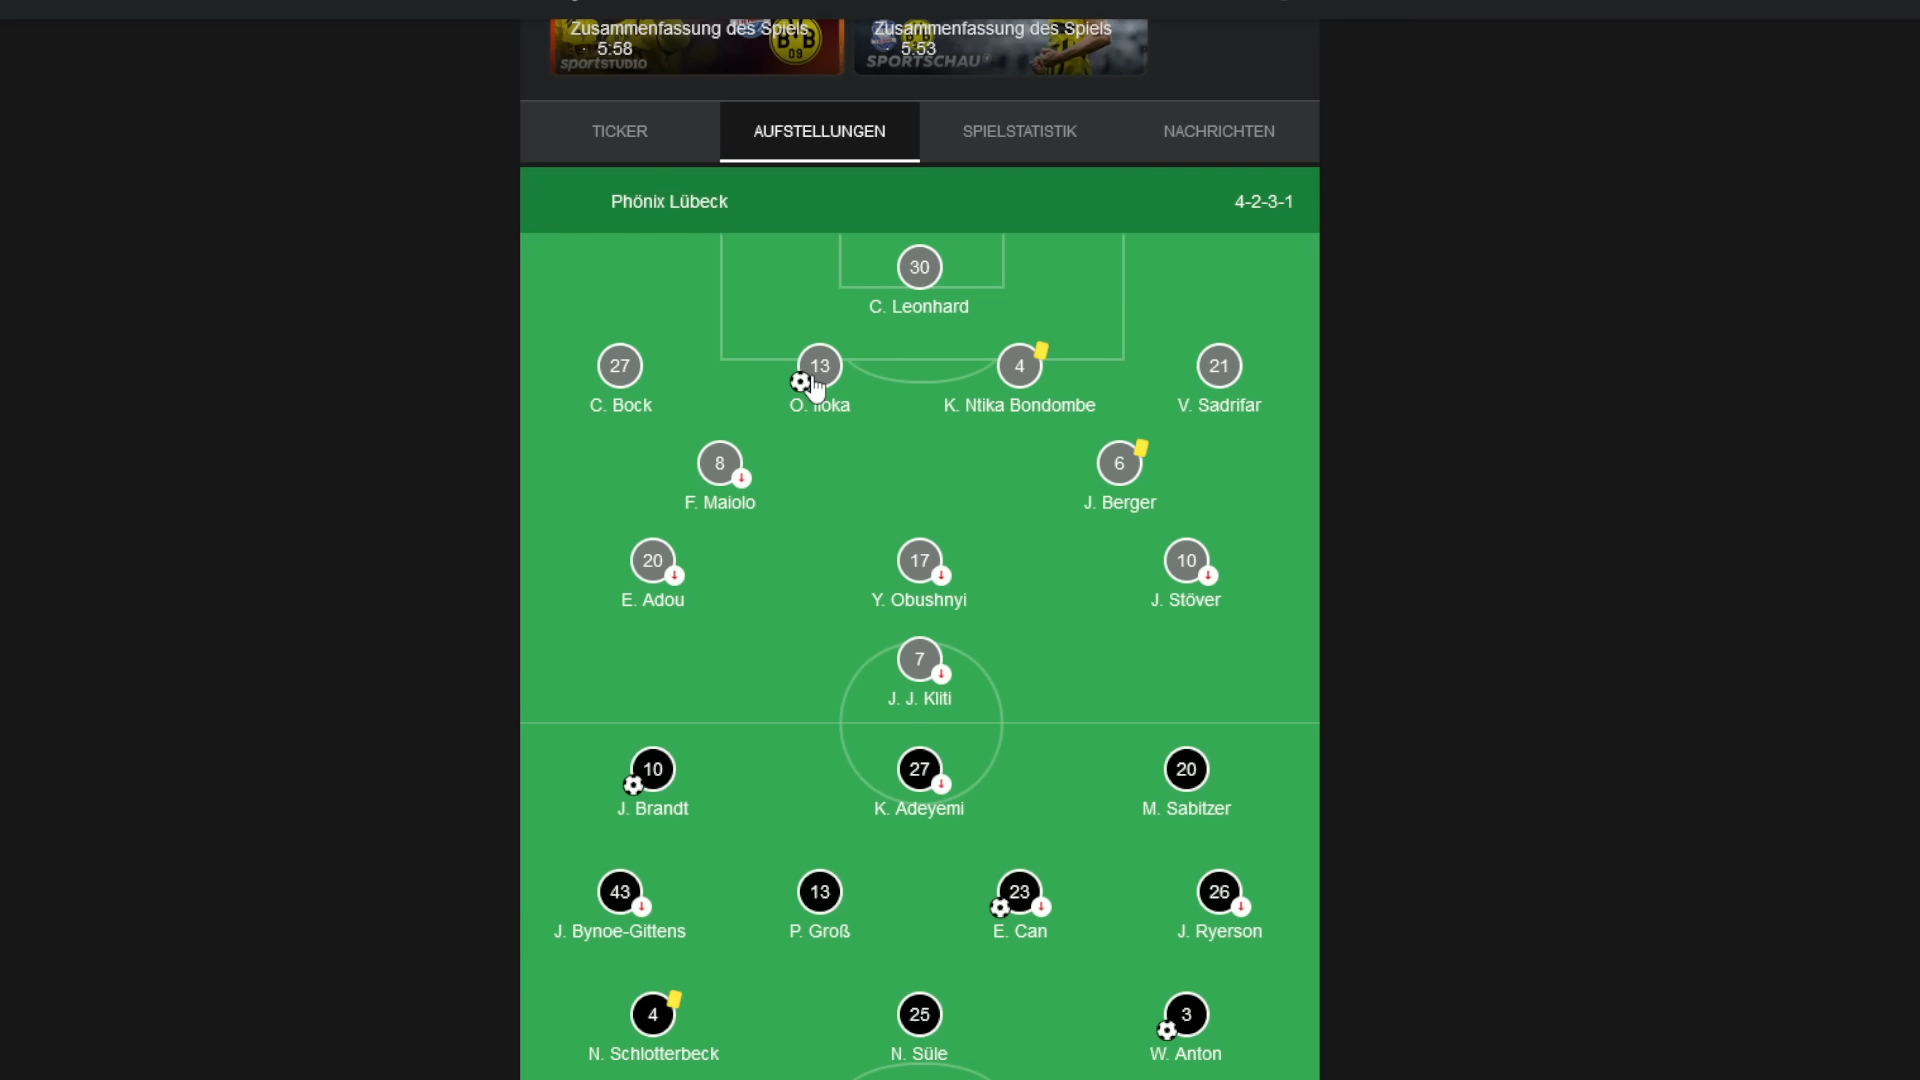 Zusammenfassung des Spiels
· 5:58
sportSTUDIO
BVB
09
Zusammenfassung des Spiels
· 5:53
SPORTSCHAU
TICKER
AUFSTELLUNGEN
SPIELSTATISTIK
NACHRICHTEN
Phönix Lübeck
4-2-3-1
30
C. Leonhard
27
13
4
21
C. Bock
K. Ntika Bondombe
V. Sadrifar
8
6
F. Maiolo
J. Berger
20
17
10
E. Adou
Y. Obushnyi
J. Stöver
7
J. J. Kliti
10
27
20
J. Brandt
K. Adeyemi
M. Sabitzer
43
13
23
26
J. Bynoe-Gittens
P. Groß
E. Can
J. Ryerson
4
25
3
N. Schlotterbeck
N. Süle
W. Anton